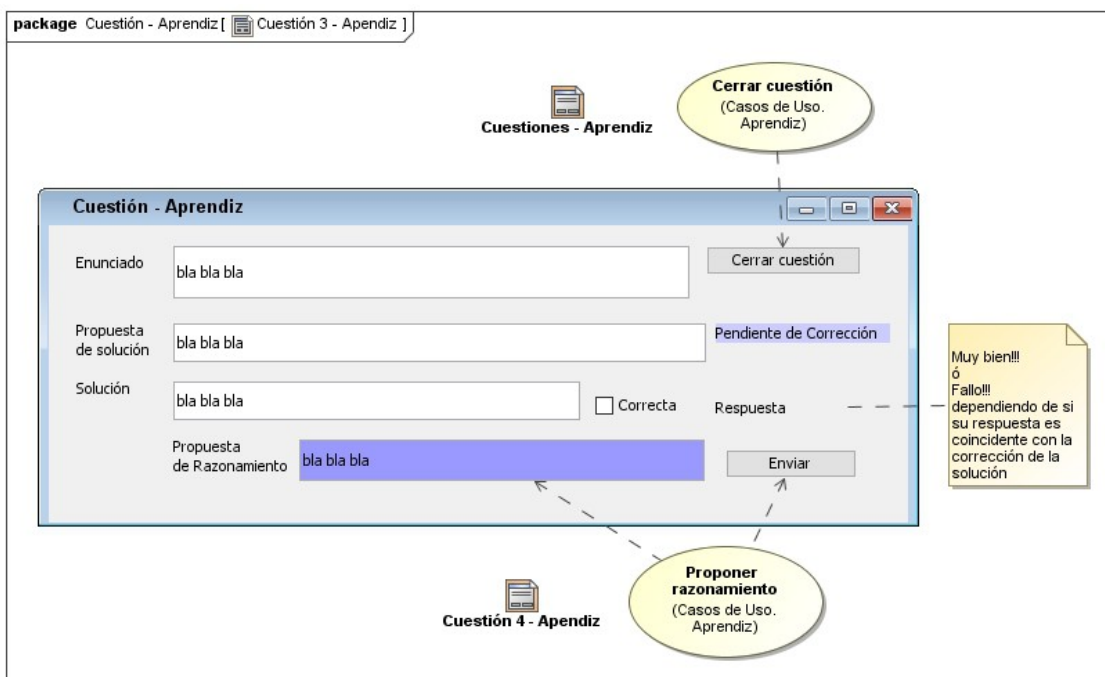 package Cuestión - Aprendiz [ Cuestión 3 - Apendiz ]
Cerrar cuestión
(Casos de Uso.
Aprendiz)
Cuestiones - Aprendiz
Cuestión - Aprendiz
Enunciado
bla bla bla
Cerrar cuestión
Propuesta
de solución
bla bla bla
Pendiente de Corrección
Solución
bla bla bla
Correcta
Respuesta
Muy bien!!!
ó
Fallo!!!
dependiendo de si
su respuesta es
coincidente con la
corrección de la
solución
Propuesta
de Razonamiento
bla bla bla
Enviar
Proponer
razonamiento
(Casos de Uso.
Aprendiz)
Cuestión 4 - Apendiz